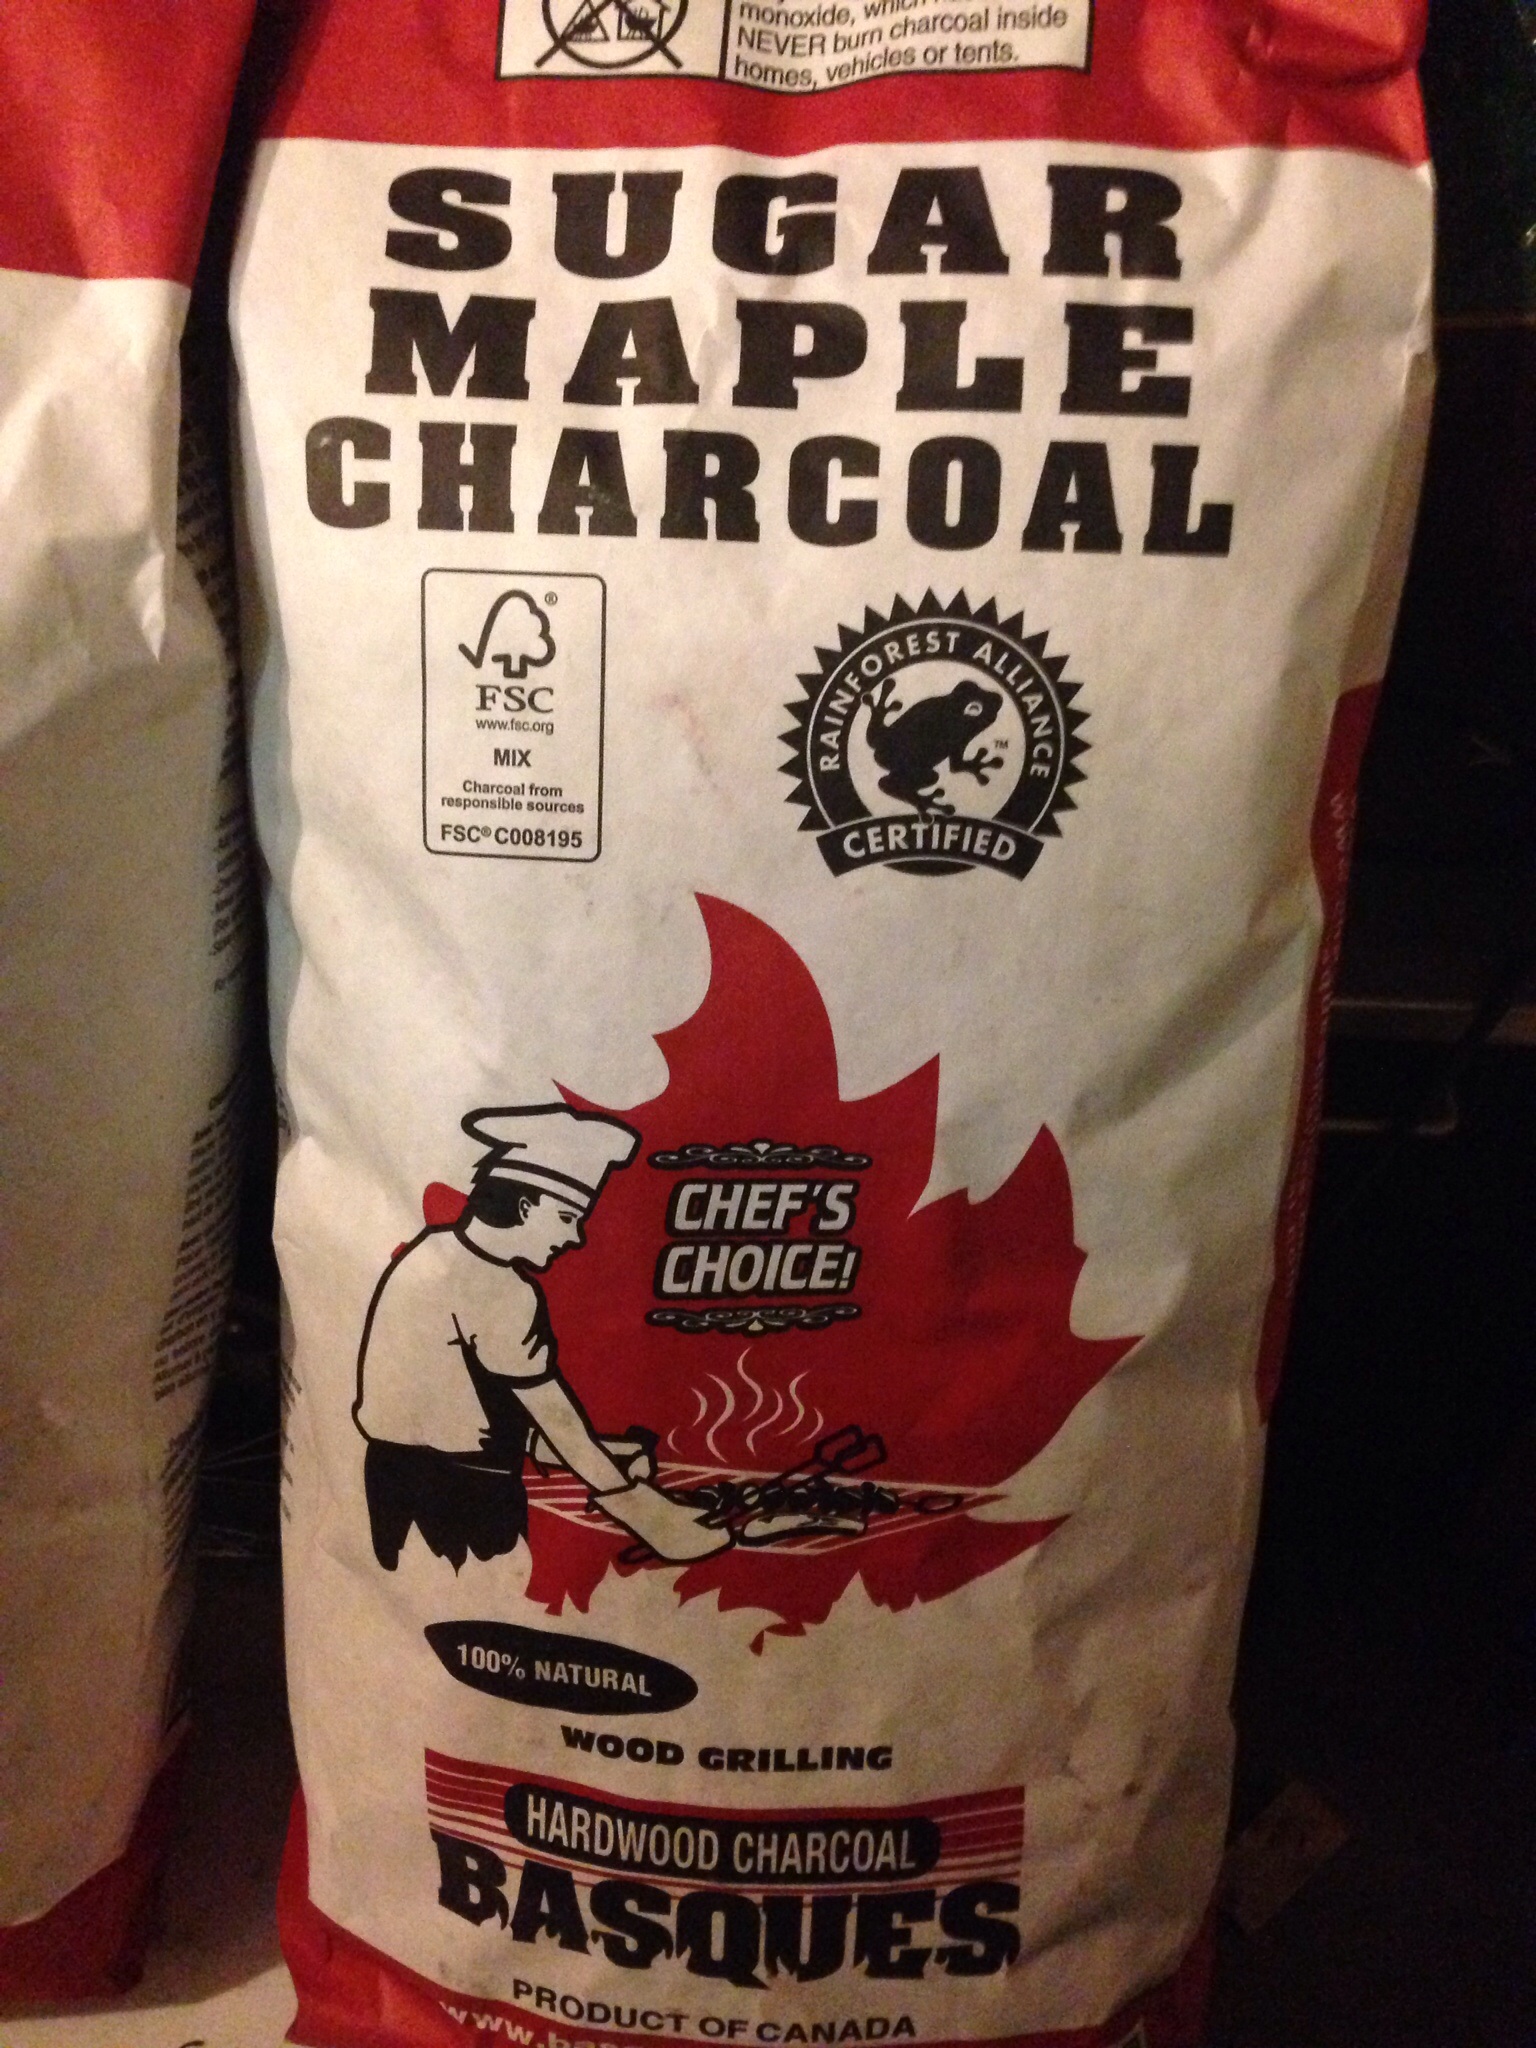 monoxide, which
NEVER burn charcoal inside
homes, vehicles or tents.
SUGAR
MAPLE
CHARCOAL
®
FSC
www.fsc.org
MIX
Charcoal from
responsible sources
FSC® C008195
RAINFOREST ALLIANCE
™
CERTIFIED
CHEF'S
CHOICE!
100% NATURAL
WOOD GRILLING
HARDWOOD CHARCOAL
BASQUES
PRODUCT OF CANADA